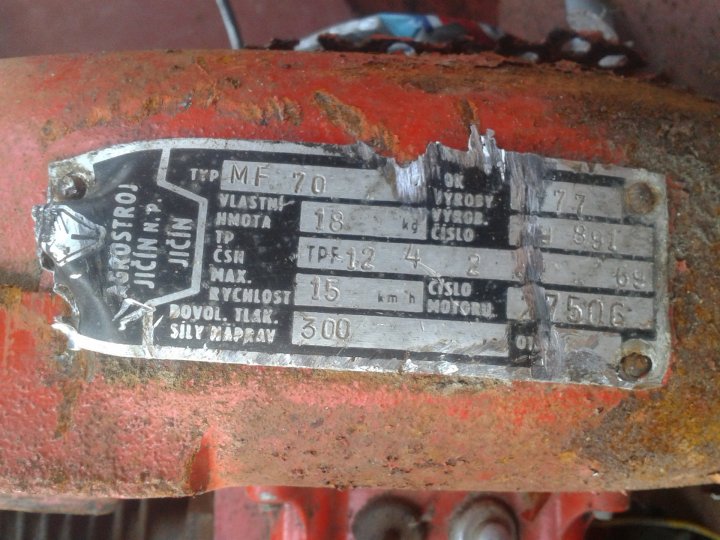 AGROSTROJ
JIČÍN N.P.
JIČÍN
TYP MF 70
ROK VÝROBY 77
VLASTNÍ HMOTA 18 kg
VÝROB. ČÍSLO 891
TP ČSN TPF 12 4 2 69
MAX. RYCHLOST 15 km/h
ČÍSLO MOTORU 7506
DOVOL. TLAK. SÍLY NÁPRAV 300